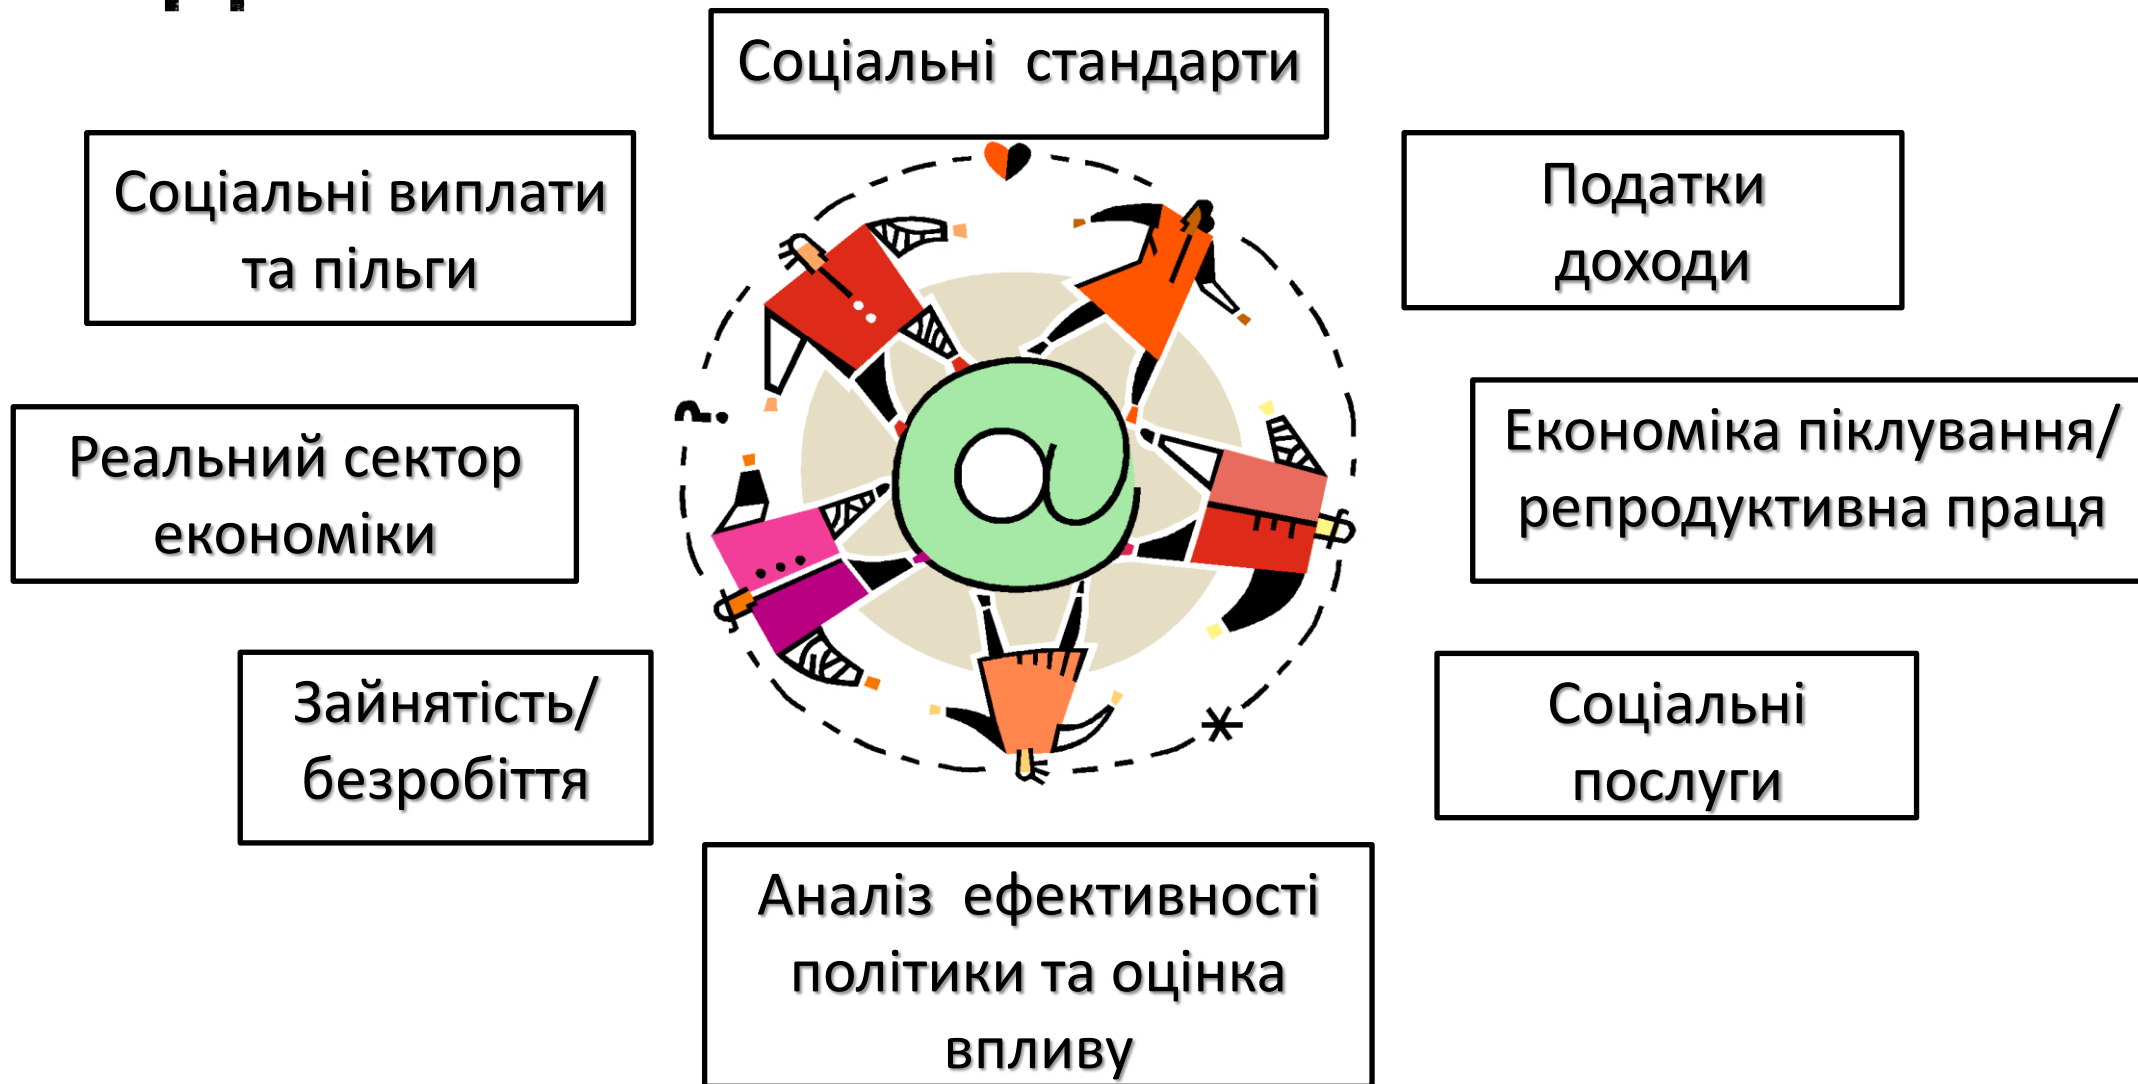 Соціальні стандарти
Соціальні виплати
та пільги
Податки
доходи
Реальний сектор
економіки
Економіка піклування/
репродуктивна праця
Зайнятість/
безробіття
Соціальні
послуги
Аналіз ефективності
політики та оцінка
впливу